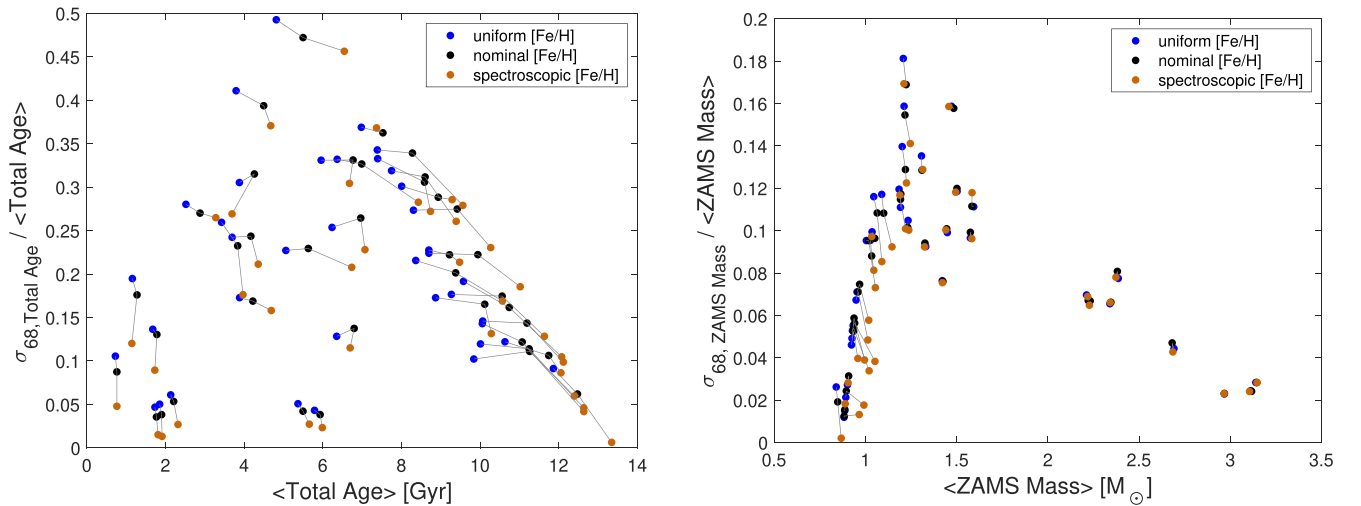 0.5
0.45
0.4
0.35
0.3
0.25
0.2
0.15
0.1
0.05
0
0 2 4 6 8 10 12 14
σ68,Total Age / <Total Age>
<Total Age> [Gyr]
uniform [Fe/H]
nominal [Fe/H]
spectroscopic [Fe/H]
0.2
0.18
0.16
0.14
0.12
0.1
0.08
0.06
0.04
0.02
0
0.5 1 1.5 2 2.5 3 3.5
σ68, ZAMS Mass / <ZAMS Mass>
<ZAMS Mass> [M⊙]
uniform [Fe/H]
nominal [Fe/H]
spectroscopic [Fe/H]